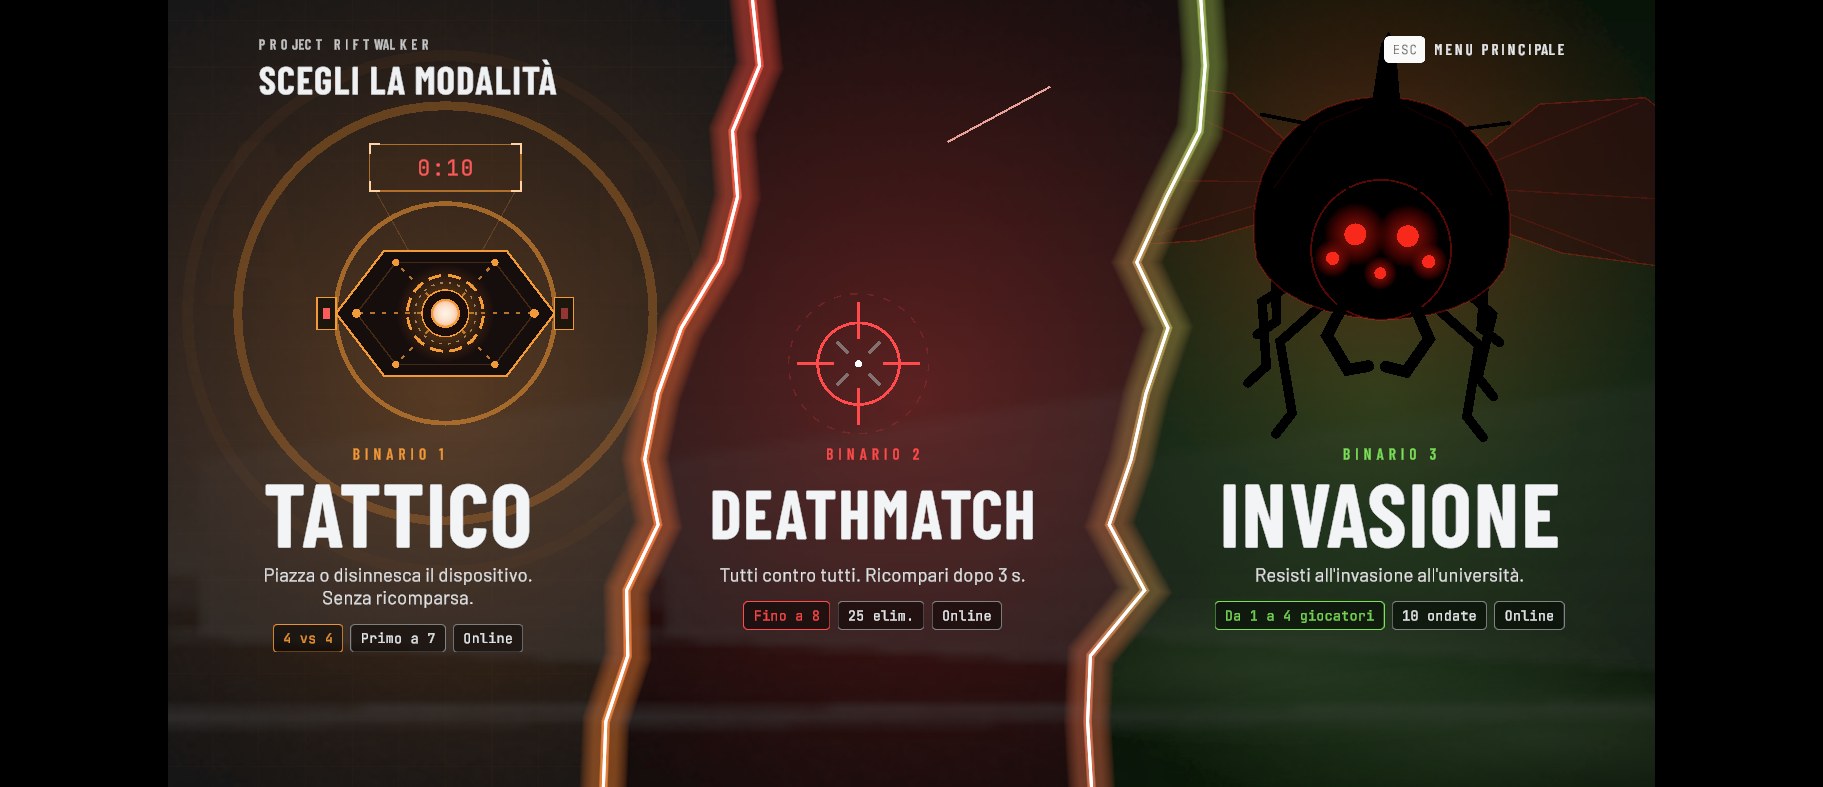 PROJECT RIFTWALKER
SCEGLI LA MODALITÀ
ESC MENU PRINCIPALE
0:10
BINARIO 1
TATTICO
Piazza o disinnesca il dispositivo.
Senza ricomparsa.
4 vs 4 Primo a 7 Online
BINARIO 2
DEATHMATCH
Tutti contro tutti. Ricompari dopo 3 s.
Fino a 8 25 elim. Online
BINARIO 3
INVASIONE
Resisti all'invasione all'università.
Da 1 a 4 giocatori 10 ondate Online